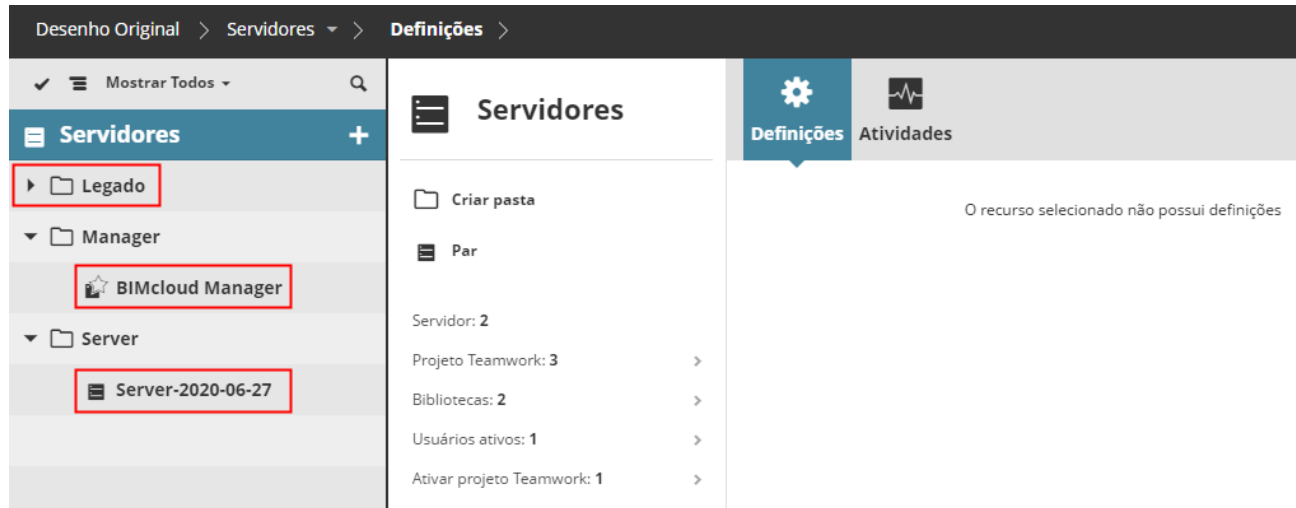 Desenho Original > Servidores > Definições >
Mostrar Todos
Servidores +
Legado
Manager
BIMcloud Manager
Server
Server-2020-06-27
Servidores
Criar pasta
Par
Servidor: 2
Projeto Teamwork: 3
Bibliotecas: 2
Usuários ativos: 1
Ativar projeto Teamwork: 1
Definições Atividades
O recurso selecionado não possui definições